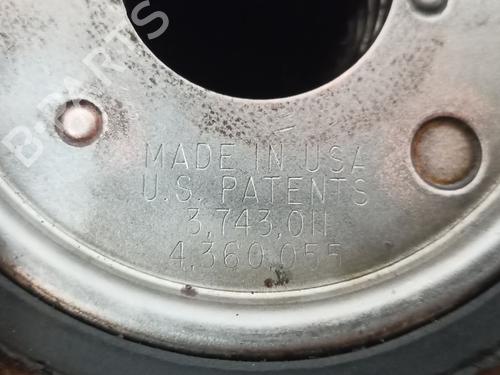 B-PARTS
MADE IN USA
U.S. PATENTS
3,743,011
4,360,055